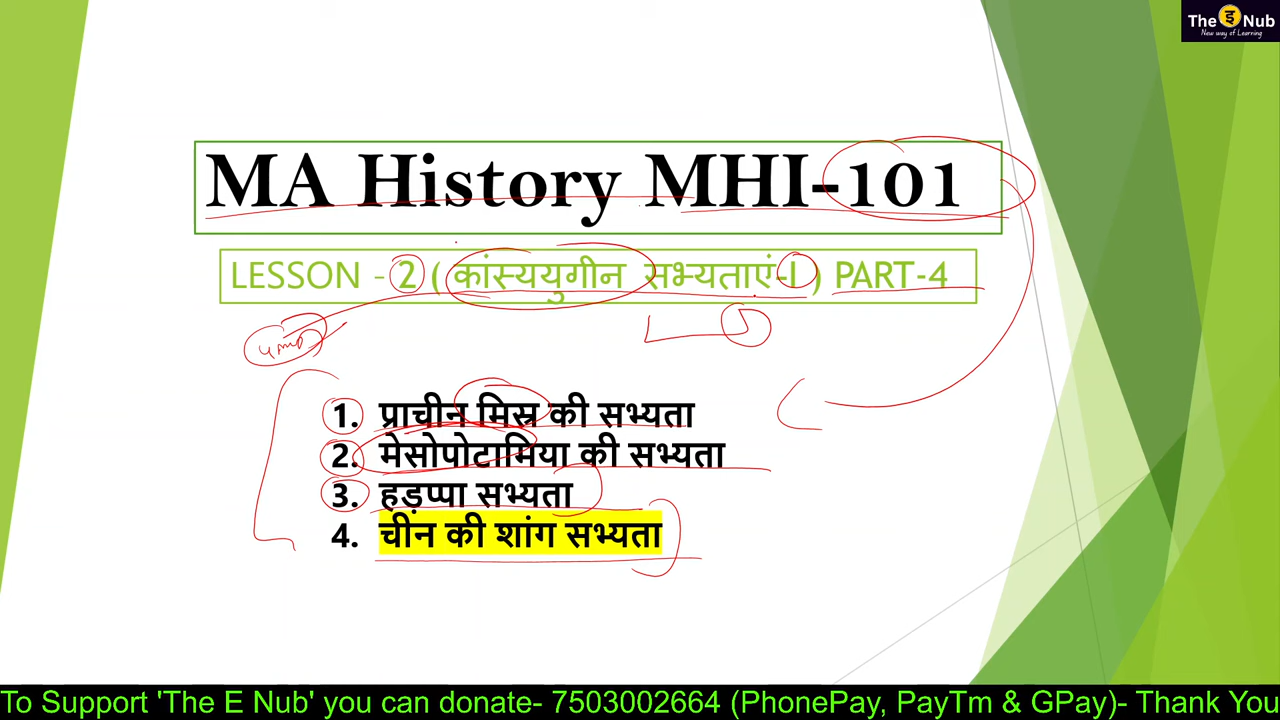 The इ Nub
New way of Learning
MA History MHI-101
LESSON - 2 ( कांस्ययुगीन सभ्यताएं-I ) PART-4
1. प्राचीन मिस्र की सभ्यता
2. मेसोपोटामिया की सभ्यता
3. हड़प्पा सभ्यता
4. चीन की शांग सभ्यता
To Support 'The E Nub' you can donate- 7503002664 (PhonePay, PayTm & GPay)- Thank You